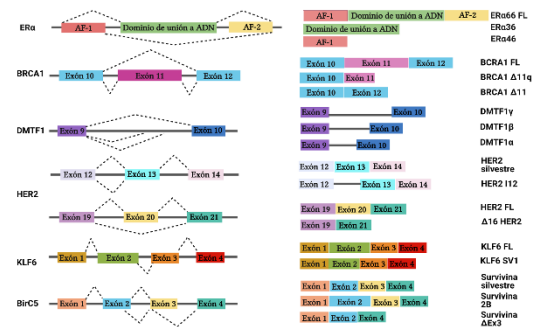 ERα AF-1 Dominio de unión a ADN AF-2
BRCA1 Exón 10 Exón 11 Exón 12
DMTF1 Exón 9 Exón 10
HER2
Exón 12 Exón 13 Exón 14
Exón 19 Exón 20 Exón 21
KLF6 Exón 1 Exón 2 Exón 3 Exón 4
BirC5 Exón 1 Exón 2 Exón 3 Exón 4
AF-1 Dominio de unión a ADN AF-2 ERα66 FL
Dominio de unión a ADN ERα36
AF-1 ERα46
Exón 10 Exón 11 Exón 12 BCRA1 FL
Exón 10 Exón 11 BRCA1 Δ11q
Exón 10 Exón 12 BRCA1 Δ11
Exón 9 Exón 10 DMTF1γ
Exón 9 Exón 10 DMTF1β
Exón 9 Exón 10 DMTF1α
Exón 12 Exón 13 Exón 14 HER2
silvestre
Exón 12 Exón 13 Exón 14 HER2 I12
Exón 19 Exón 20 Exón 21 HER2 FL
Exón 19 Exón 21 Δ16 HER2
Exón 1 Exón 2 Exón 3 Exón 4 KLF6 FL
Exón 1 Exón 2 Exón 3 Exón 4 KLF6 SV1
Exón 1 Exón 2 Exón 3 Exón 4 Survivina
silvestre
Exón 1 Exón 2 Exón 3 Exón 4 Survivina
2B
Exón 1 Exón 2 Exón 4 Survivina
ΔEx3